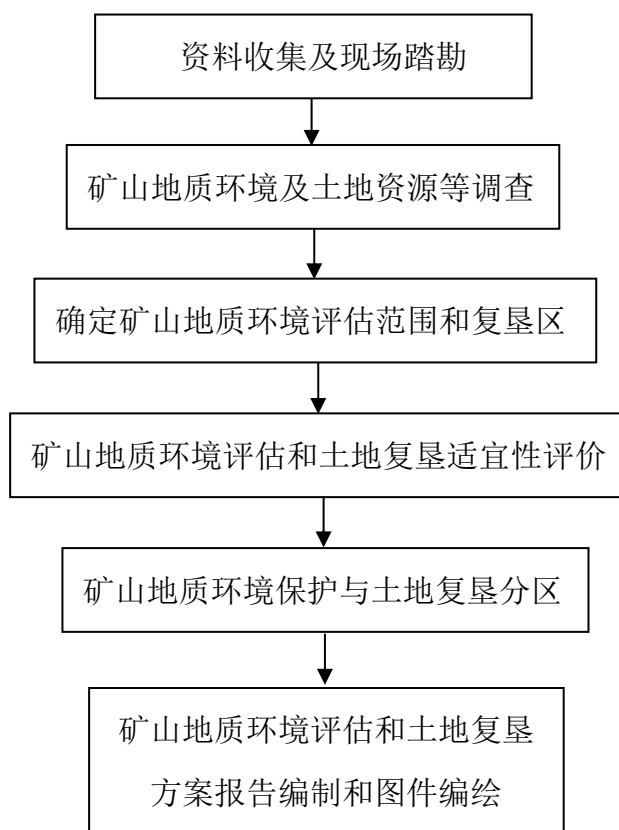 资料收集及现场踏勘
矿山地质环境及土地资源等调查
确定矿山地质环境评估范围和复垦区
矿山地质环境评估和土地复垦适宜性评价
矿山地质环境保护与土地复垦分区
矿山地质环境评估和土地复垦
方案报告编制和图件编绘